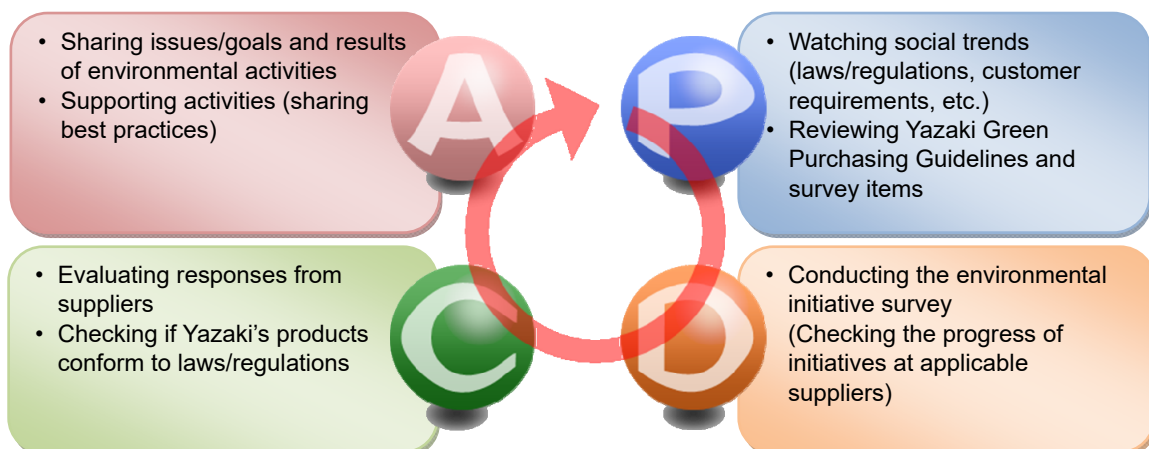 • Sharing issues/goals and results
of environmental activities
• Supporting activities (sharing
best practices)
A
P
• Watching social trends
(laws/regulations, customer
requirements, etc.)
• Reviewing Yazaki Green
Purchasing Guidelines and
survey items
• Evaluating responses from
suppliers
• Checking if Yazaki’s products
conform to laws/regulations
C
D
• Conducting the environmental
initiative survey
(Checking the progress of
initiatives at applicable
suppliers)